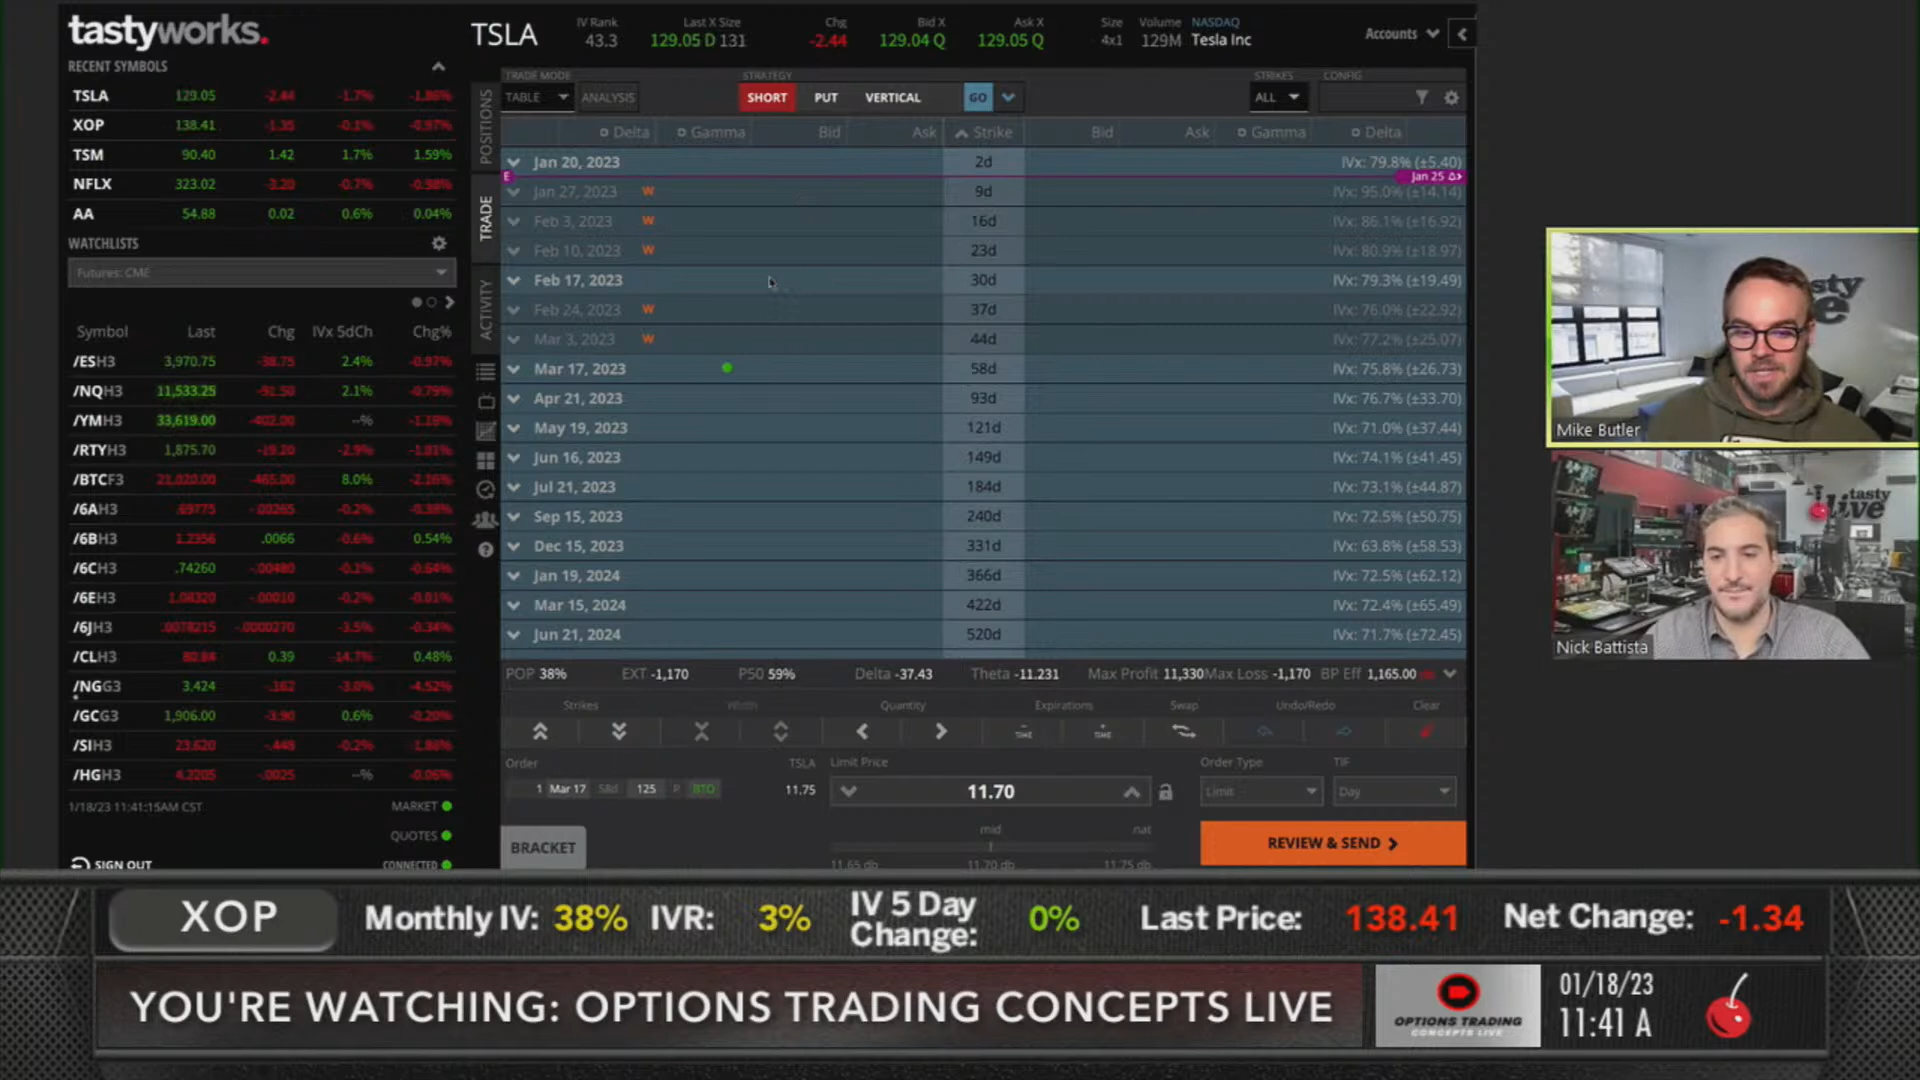 tastyworks.
RECENT SYMBOLS
TSLA 129.05 -2.44 -1.7% -1.86%
XOP 138.41 -1.35 -0.1% -0.97%
TSM 90.40 1.42 1.7% 1.59%
NFLX 323.02 -3.20 -0.7% -0.98%
AA 54.88 0.02 0.6% 0.04%
WATCHLISTS
Futures: CME
Symbol Last Chg IVx 5dCh Chg%
/ESH3 3,970.75 -38.75 2.4% -0.97%
/NQH3 11,533.25 -91.50 2.1% -0.79%
/YMH3 33,619.00 -402.00 --% -1.18%
/RTYH3 1,875.70 -19.20 -2.9% -1.01%
/BTCF3 21,020.00 -465.00 8.0% -2.16%
/6AH3 .69775 -.00265 -0.2% -0.38%
/6BH3 1.2356 .0066 -0.6% 0.54%
/6CH3 .74260 -.00480 -0.1% -0.64%
/6EH3 1.08320 -.00010 -0.2% -0.01%
/6JH3 .0078215 -.0000270 -3.5% -0.34%
/CLH3 80.84 0.39 -14.7% 0.48%
/NGG3 3.424 -.162 -3.0% -4.52%
/GCG3 1,906.00 -3.90 0.6% -0.20%
/SIH3 23.620 -.448 -0.2% -1.86%
/HGH3 4.2205 -.0025 --% -0.06%
1/18/23 11:41:15AM CST MARKET
QUOTES
SIGN OUT CONNECTED
TSLA IV Rank 43.3 Last X Size 129.05 D 131 Chg -2.44 Bid X 129.04 Q Ask X 129.05 Q Size 4x1 Volume 129M NASDAQ Tesla Inc Accounts
POSITIONS
TRADE
ACTIVITY
TRADE MODE STRATEGY STRIKES CONFIG
TABLE ANALYSIS SHORT PUT VERTICAL GO ALL
Delta Gamma Bid Ask Strike Bid Ask Gamma Delta
Jan 20, 2023 2d IVx: 79.8% (±5.40)
E Jan 25
Jan 27, 2023 W 9d IVx: 95.0% (±14.14)
Feb 3, 2023 W 16d IVx: 86.1% (±16.92)
Feb 10, 2023 W 23d IVx: 80.9% (±18.97)
Feb 17, 2023 30d IVx: 79.3% (±19.49)
Feb 24, 2023 W 37d IVx: 76.0% (±22.92)
Mar 3, 2023 W 44d IVx: 77.2% (±25.07)
Mar 17, 2023 58d IVx: 75.8% (±26.73)
Apr 21, 2023 93d IVx: 76.7% (±33.70)
May 19, 2023 121d IVx: 71.0% (±37.44)
Jun 16, 2023 149d IVx: 74.1% (±41.45)
Jul 21, 2023 184d IVx: 73.1% (±44.87)
Sep 15, 2023 240d IVx: 72.5% (±50.75)
Dec 15, 2023 331d IVx: 63.8% (±58.53)
Jan 19, 2024 366d IVx: 72.5% (±62.12)
Mar 15, 2024 422d IVx: 72.4% (±65.49)
Jun 21, 2024 520d IVx: 71.7% (±72.45)
POP 38% EXT -1,170 P50 59% Delta -37.43 Theta -11.231 Max Profit 11,330 Max Loss -1,170 BP Eff 1,165.00
Strikes Width Quantity Expirations Swap Undo/Redo Clear
TIME TIME
Order TSLA Limit Price Order Type TIF
1 Mar 17 58d 125 P BTO 11.75 11.70 Limit Day
BRACKET mid nat REVIEW & SEND
11.65 db 11.70 db 11.75 db
tasty live
Mike Butler
tasty live
Nick Battista
XOP Monthly IV: 38% IVR: 3% IV 5 Day Change: 0% Last Price: 138.41 Net Change: -1.34
YOU'RE WATCHING: OPTIONS TRADING CONCEPTS LIVE
OPTIONS TRADING
CONCEPTS LIVE
01/18/23
11:41 A